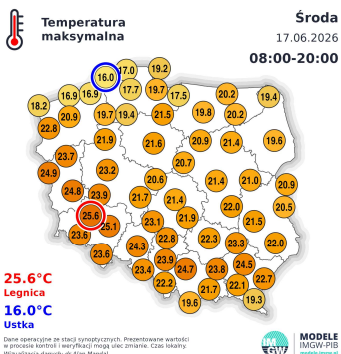 Temperatura
maksymalna
Środa
17.06.2026
08:00-20:00
17.0 19.2
16.0
16.9 16.9 17.7 19.7 17.5 20.2 19.4
18.2
20.9 19.7 19.4 21.5 19.8 20.2
22.8
21.9 21.6 20.9 21.4 19.6
23.7
20.7
24.9 23.2
20.6 21.4 21.0 20.9
24.8 23.9 21.7 21.4
22.0 20.5
25.6 25.1 23.1 21.9 21.5
23.6
22.8 22.3 23.3 22.0
24.3
23.6
23.9 24.5
23.4 24.7 23.8
22.2 21.7 22.1 22.7
19.6 19.3
25.6°C
Legnica
16.0°C
Ustka
Dane operacyjne ze stacji synoptycznych. Prezentowane wartości
w procesie kontroli i weryfikacji mogą ulec zmianie. Czas lokalny.
IM
GW
MODELE
IMGW-PIB